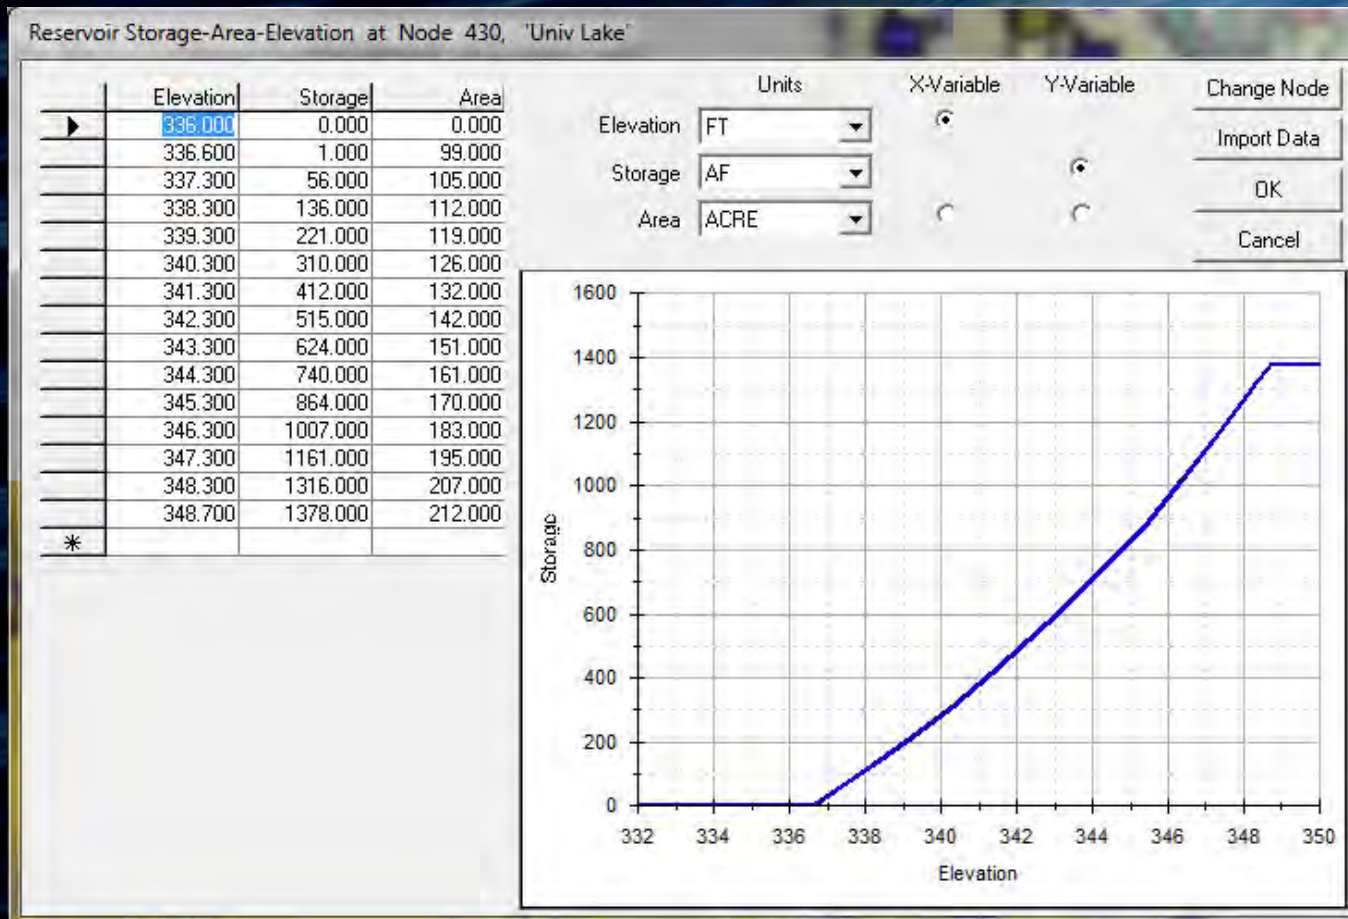 Reservoir Storage-Area-Elevation at Node 430, "Univ Lake"
Elevation Storage Area
336.000 0.000 0.000
336.600 1.000 99.000
337.300 56.000 105.000
338.300 136.000 112.000
339.300 221.000 119.000
340.300 310.000 126.000
341.300 412.000 132.000
342.300 515.000 142.000
343.300 624.000 151.000
344.300 740.000 161.000
345.300 864.000 170.000
346.300 1007.000 183.000
347.300 1161.000 195.000
348.300 1316.000 207.000
348.700 1378.000 212.000
*
Units X-Variable Y-Variable
Elevation FT
Storage AF
Area ACRE
Change Node
Import Data
OK
Cancel
1600
1400
1200
1000
800
600
400
200
0
Storage
332 334 336 338 340 342 344 346 348 350
Elevation